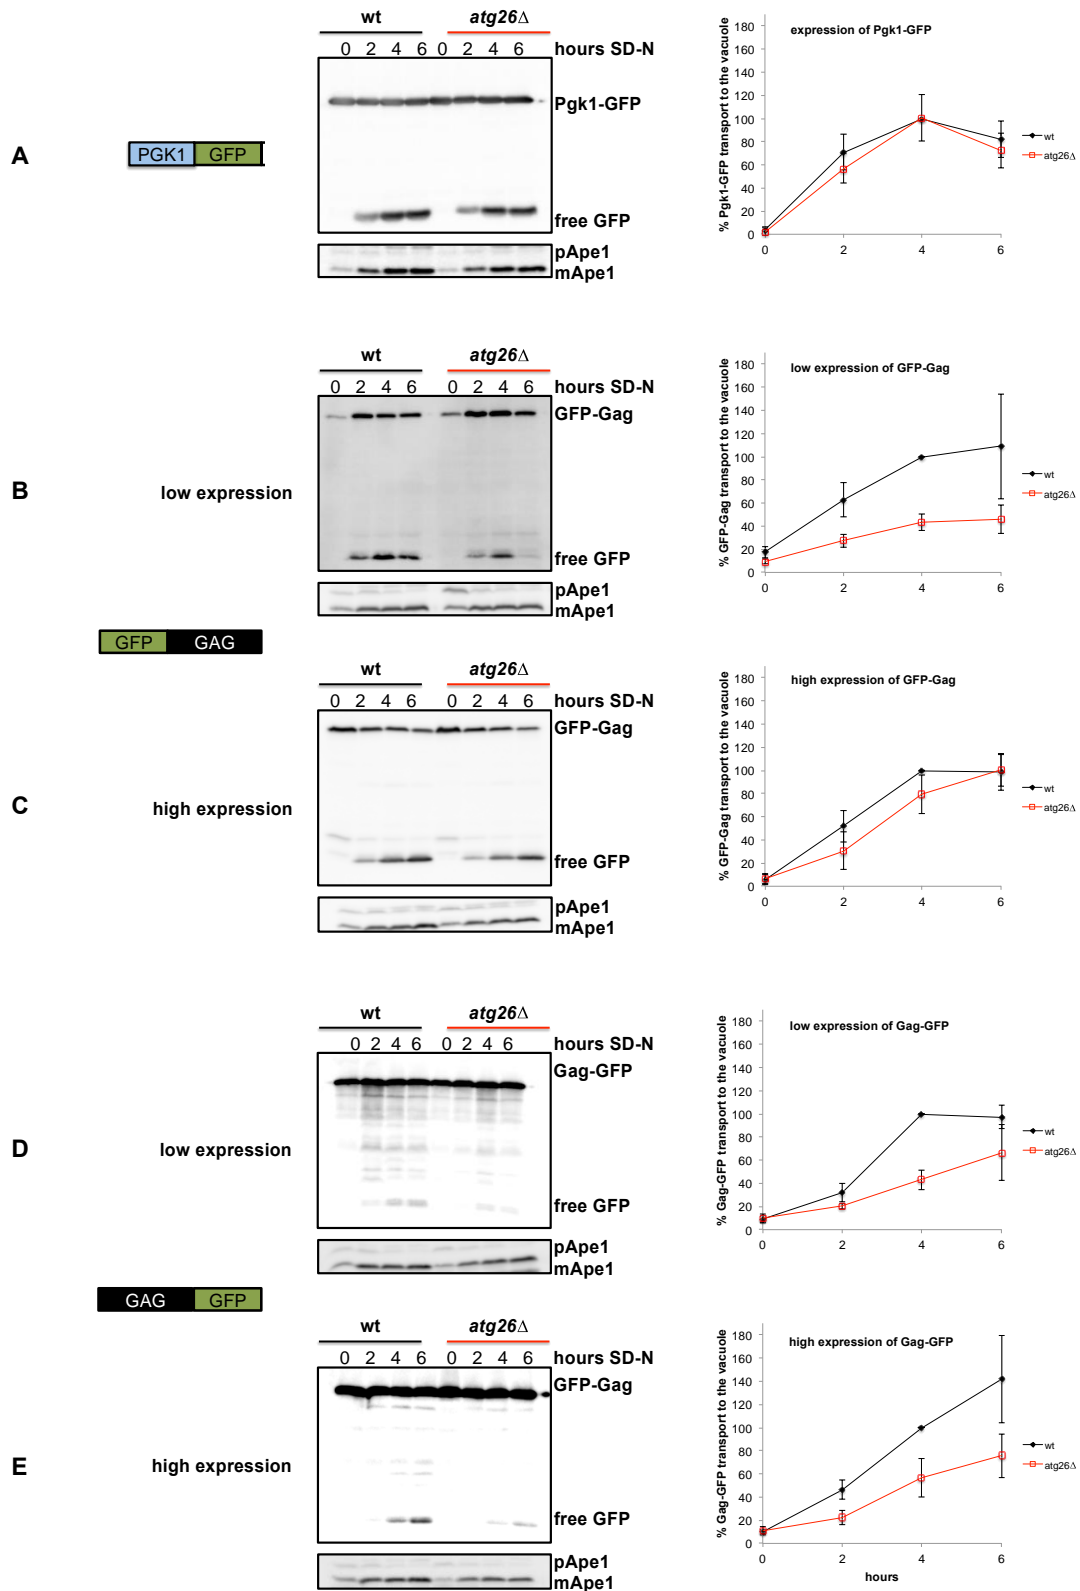 A
PGK1 GFP
wt atg26Δ
0 2 4 6 0 2 4 6 hours SD-N
Pgk1-GFP
free GFP
pApe1
mApe1
expression of Pgk1-GFP
% Pgk1-GFP transport to the vacuole
180
160
140
120
100
80
60
40
20
0
0 2 4 6
wt
atg26Δ
B
low expression
wt atg26Δ
0 2 4 6 0 2 4 6 hours SD-N
GFP-Gag
free GFP
pApe1
mApe1
low expression of GFP-Gag
% GFP-Gag transport to the vacuole
180
160
140
120
100
80
60
40
20
0
0 2 4 6
wt
atg26Δ
GFP GAG
C
high expression
wt atg26Δ
0 2 4 6 0 2 4 6 hours SD-N
GFP-Gag
free GFP
pApe1
mApe1
high expression of GFP-Gag
% GFP-Gag transport to the vacuole
180
160
140
120
100
80
60
40
20
0
0 2 4 6
wt
atg26Δ
D
low expression
wt atg26Δ
0 2 4 6 0 2 4 6 hours SD-N
Gag-GFP
free GFP
pApe1
mApe1
low expression of Gag-GFP
% Gag-GFP transport to the vacuole
180
160
140
120
100
80
60
40
20
0
0 2 4 6
wt
atg26Δ
GAG GFP
E
high expression
wt atg26Δ
0 2 4 6 0 2 4 6 hours SD-N
GFP-Gag
free GFP
pApe1
mApe1
high expression of Gag-GFP
% Gag-GFP transport to the vacuole
180
160
140
120
100
80
60
40
20
0
0 2 4 6
hours
wt
atg26Δ